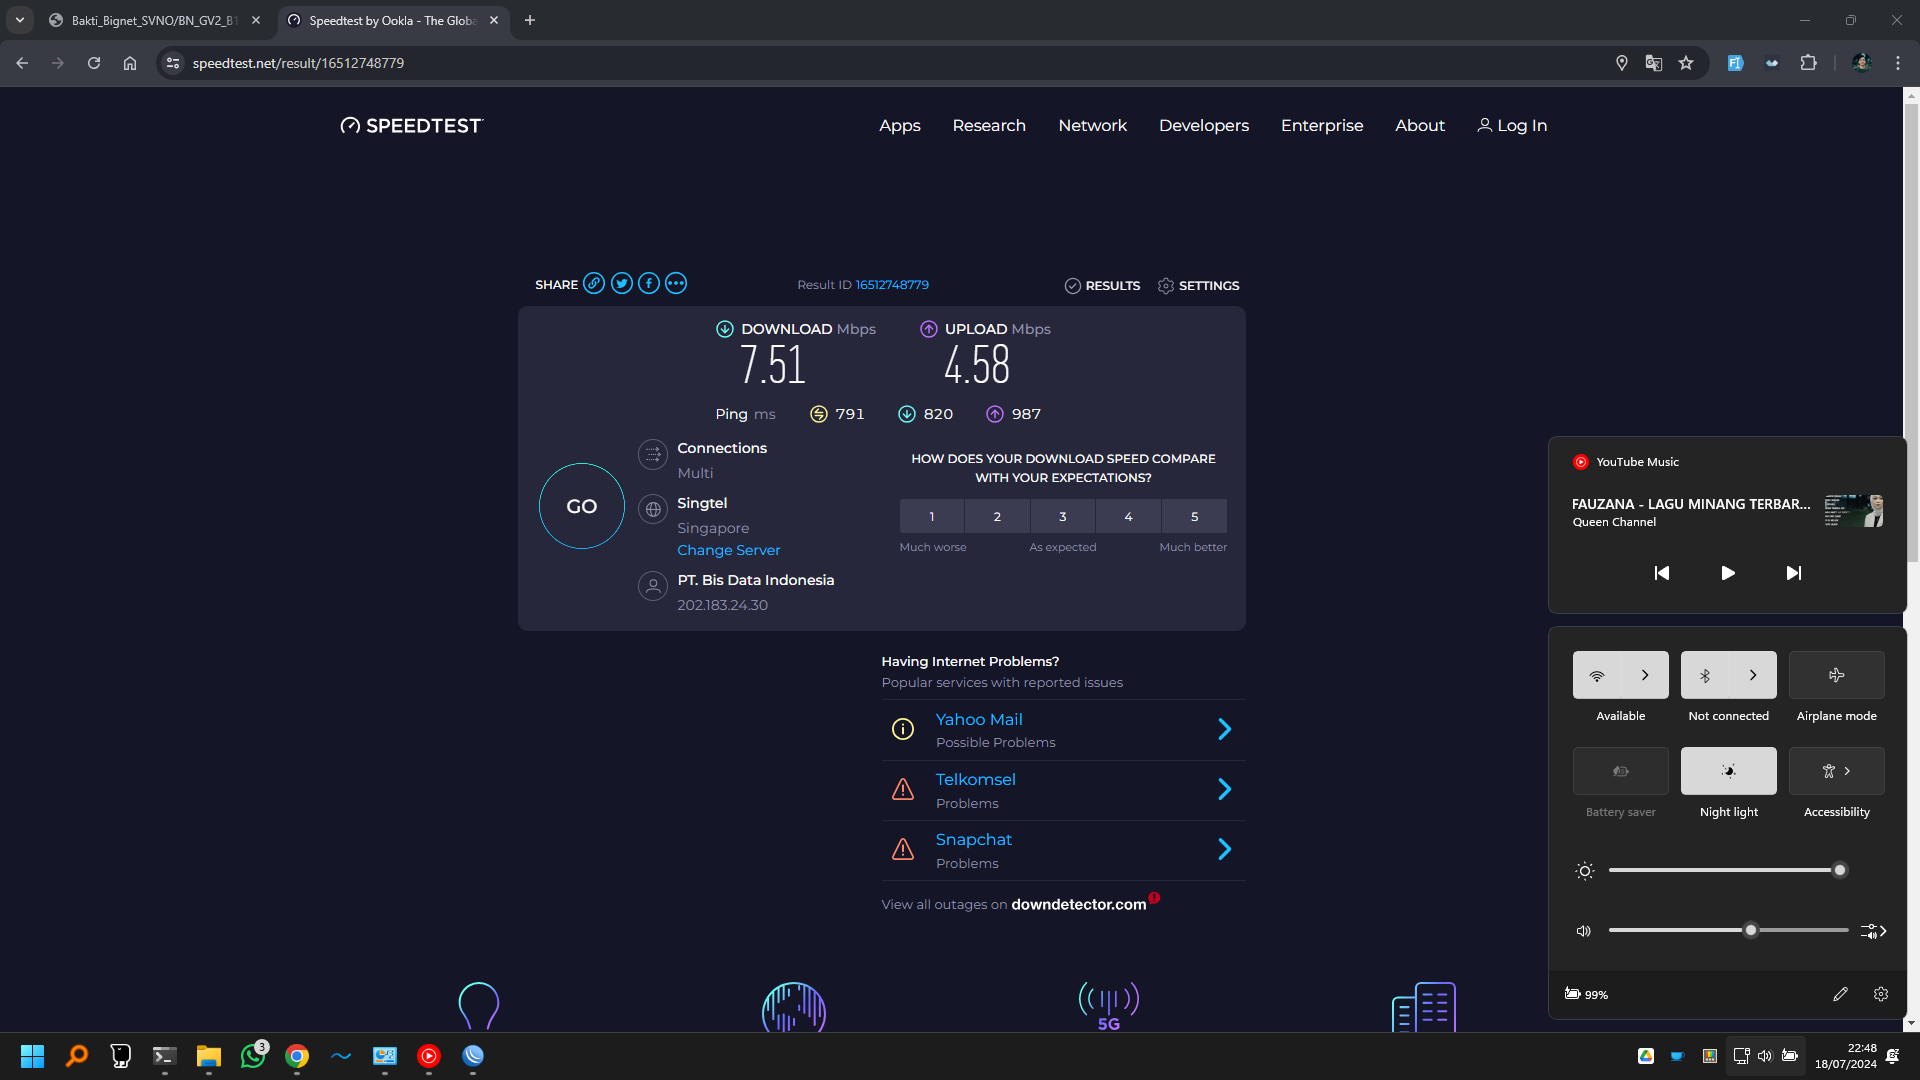 Bakti_Bignet_SVNO/BN_GV2_B1
Speedtest by Ookla - The Globa
speedtest.net/result/16512748779
SPEEDTEST
Apps
Research
Network
Developers
Enterprise
About
Log In
SHARE
Result ID 16512748779
RESULTS
SETTINGS
DOWNLOAD Mbps
7.51
UPLOAD Mbps
4.58
Ping ms
791
820
987
GO
Connections
Multi
Singtel
Singapore
Change Server
PT. Bis Data Indonesia
202.183.24.30
HOW DOES YOUR DOWNLOAD SPEED COMPARE
WITH YOUR EXPECTATIONS?
1
2
3
4
5
Much worse
As expected
Much better
Having Internet Problems?
Popular services with reported issues
Yahoo Mail
Possible Problems
Telkomsel
Problems
Snapchat
Problems
View all outages on downdetector.com
5G
YouTube Music
FAUZANA - LAGU MINANG TERBAR...
Queen Channel
Available
Not connected
Airplane mode
Battery saver
Night light
Accessibility
99%
3
22:48
18/07/2024